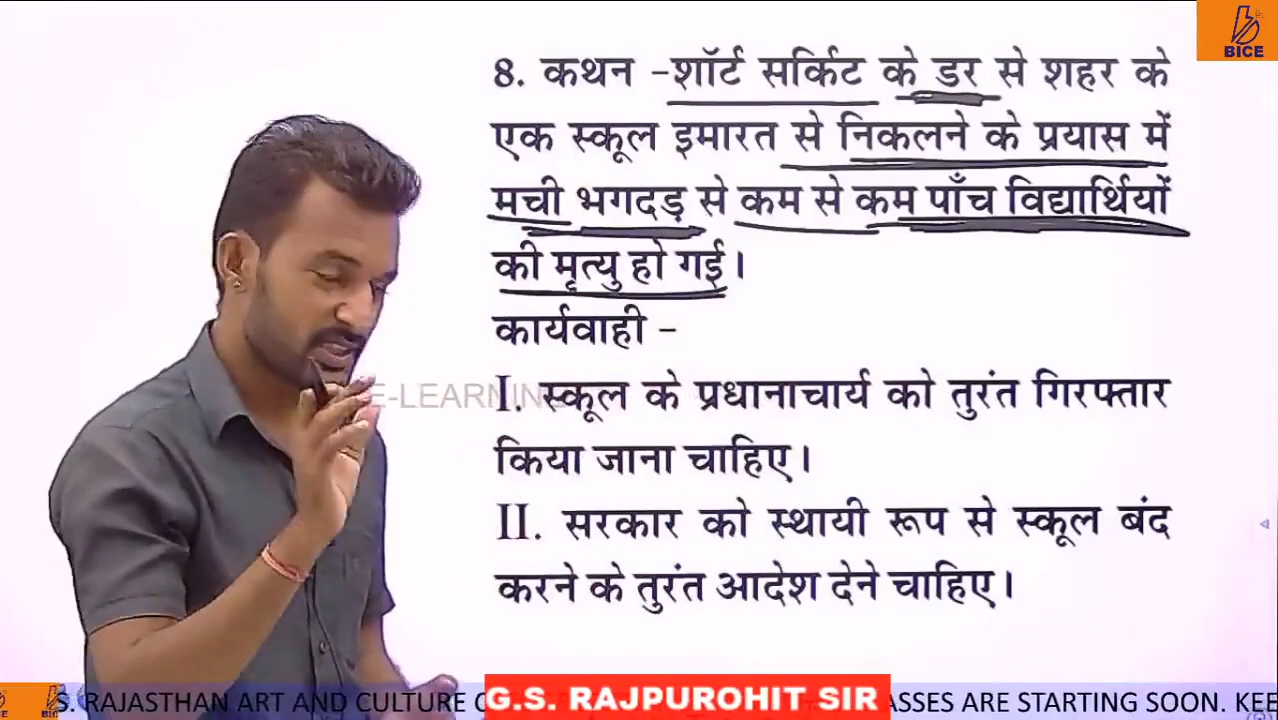 BICE
8. कथन -शॉर्ट सर्किट के डर से शहर के
एक स्कूल इमारत से निकलने के प्रयास में
मची भगदड़ से कम से कम पाँच विद्यार्थियों
की मृत्यु हो गई।
कार्यवाही -
E-LEARNING
I. स्कूल के प्रधानाचार्य को तुरंत गिरफ्तार
किया जाना चाहिए।
II. सरकार को स्थायी रूप से स्कूल बंद
करने के तुरंत आदेश देने चाहिए।
S. RAJASTHAN ART AND CULTURE
G.S. RAJPUROHIT SIR
ASSES ARE STARTING SOON. KEE